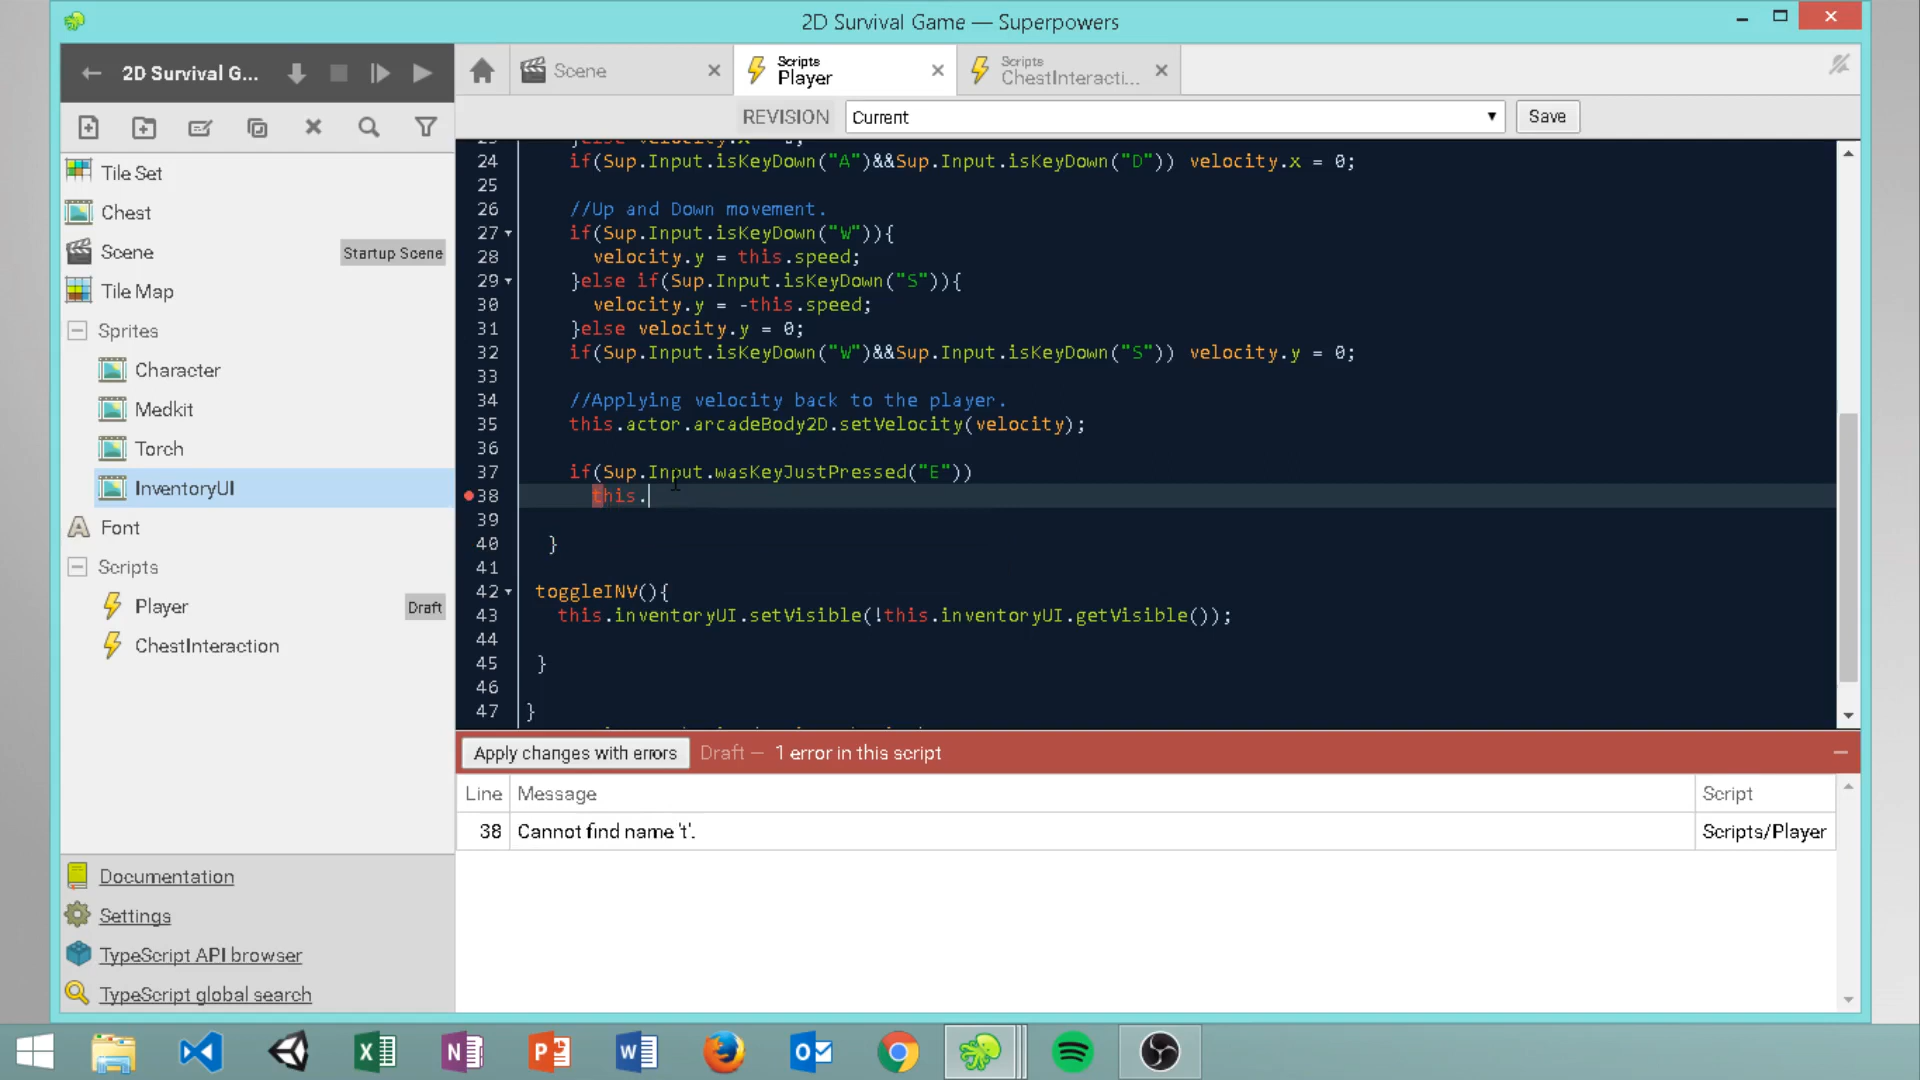 2D Survival Game — Superpowers
2D Survival G...
Scene
Scripts
Player
Scripts
ChestInteracti...
REVISION
Current
Save
Tile Set
Chest
Scene
Startup Scene
Tile Map
Sprites
Character
Medkit
Torch
InventoryUI
Font
Scripts
Player
Draft
ChestInteraction
Documentation
Settings
TypeScript API browser
TypeScript global search
24 if(Sup.Input.isKeyDown("A")&&Sup.Input.isKeyDown("D")) velocity.x = 0;
25
26 //Up and Down movement.
27 if(Sup.Input.isKeyDown("W")){
28 velocity.y = this.speed;
29 }else if(Sup.Input.isKeyDown("S")){
30 velocity.y = -this.speed;
31 }else velocity.y = 0;
32 if(Sup.Input.isKeyDown("W")&&Sup.Input.isKeyDown("S")) velocity.y = 0;
33
34 //Applying velocity back to the player.
35 this.actor.arcadeBody2D.setVelocity(velocity);
36
37 if(Sup.Input.wasKeyJustPressed("E"))
38 this.
39
40 }
41
42 toggleINV(){
43 this.inventoryUI.setVisible(!this.inventoryUI.getVisible());
44
45 }
46
47 }
Apply changes with errors Draft — 1 error in this script
Line Message Script
38 Cannot find name 't'. Scripts/Player